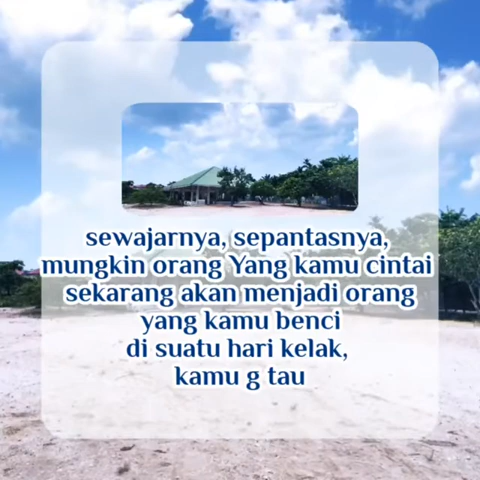 sewajarnya, sepantasnya,
mungkin orang Yang kamu cintai
sekarang akan menjadi orang
yang kamu benci
di suatu hari kelak,
kamu g tau